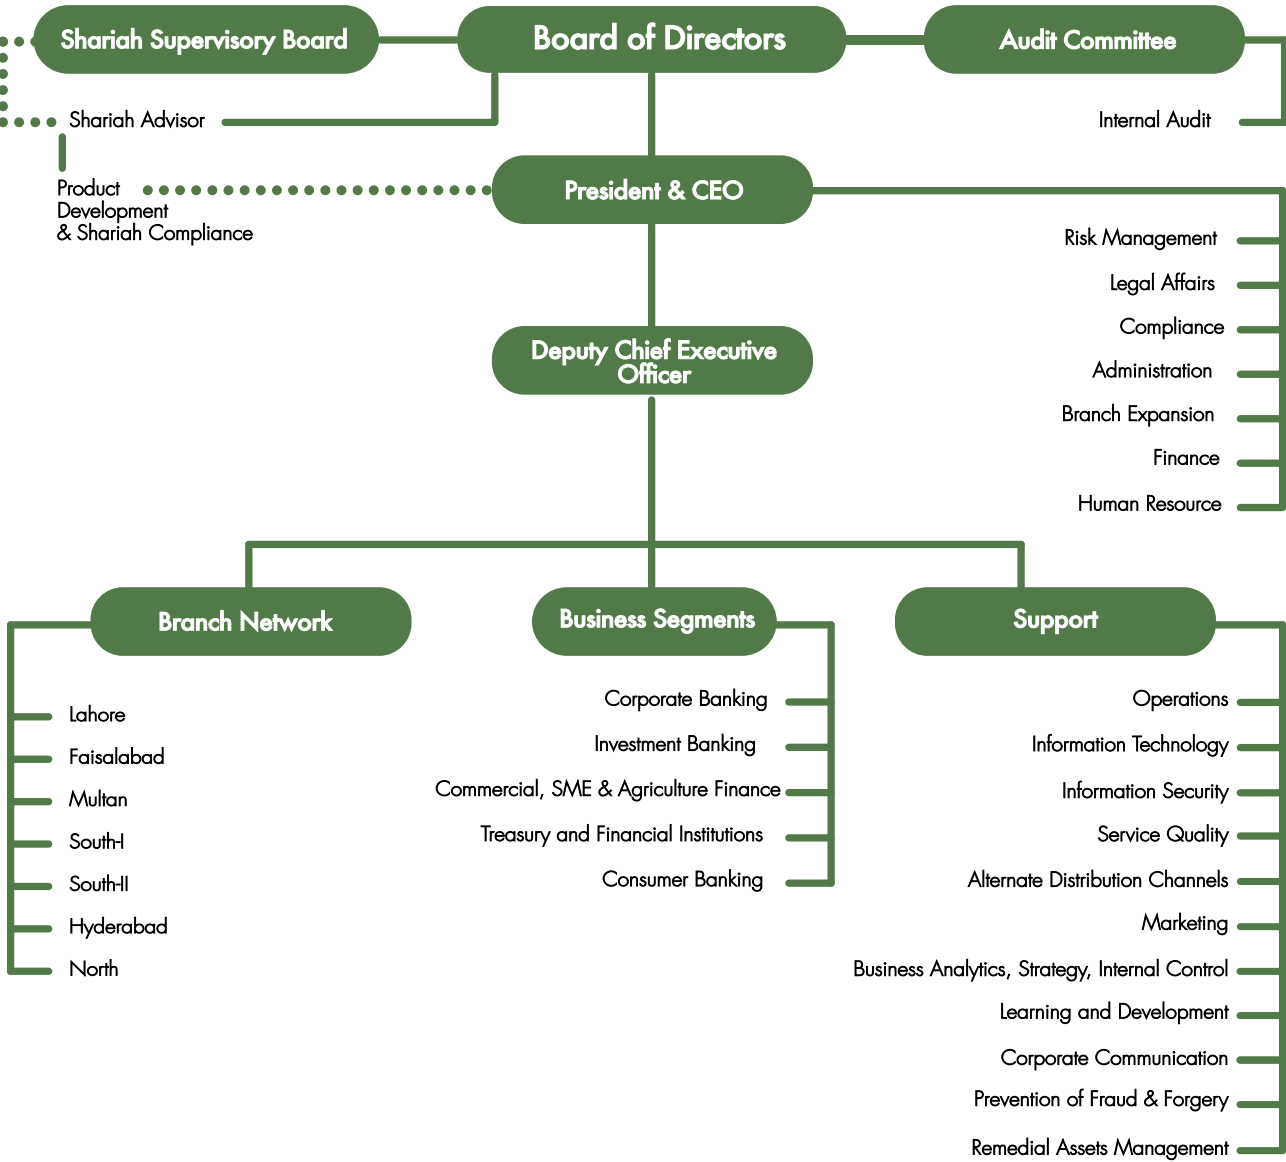 Shariah Supervisory Board
Board of Directors
Audit Committee
Shariah Advisor
Internal Audit
Product
Development
& Shariah Compliance
President & CEO
Risk Management
Legal Affairs
Compliance
Administration
Branch Expansion
Finance
Human Resource
Deputy Chief Executive
Officer
Branch Network
Lahore
Faisalabad
Multan
South-I
South-II
Hyderabad
North
Business Segments
Corporate Banking
Investment Banking
Commercial, SME & Agriculture Finance
Treasury and Financial Institutions
Consumer Banking
Support
Operations
Information Technology
Information Security
Service Quality
Alternate Distribution Channels
Marketing
Business Analytics, Strategy, Internal Control
Learning and Development
Corporate Communication
Prevention of Fraud & Forgery
Remedial Assets Management